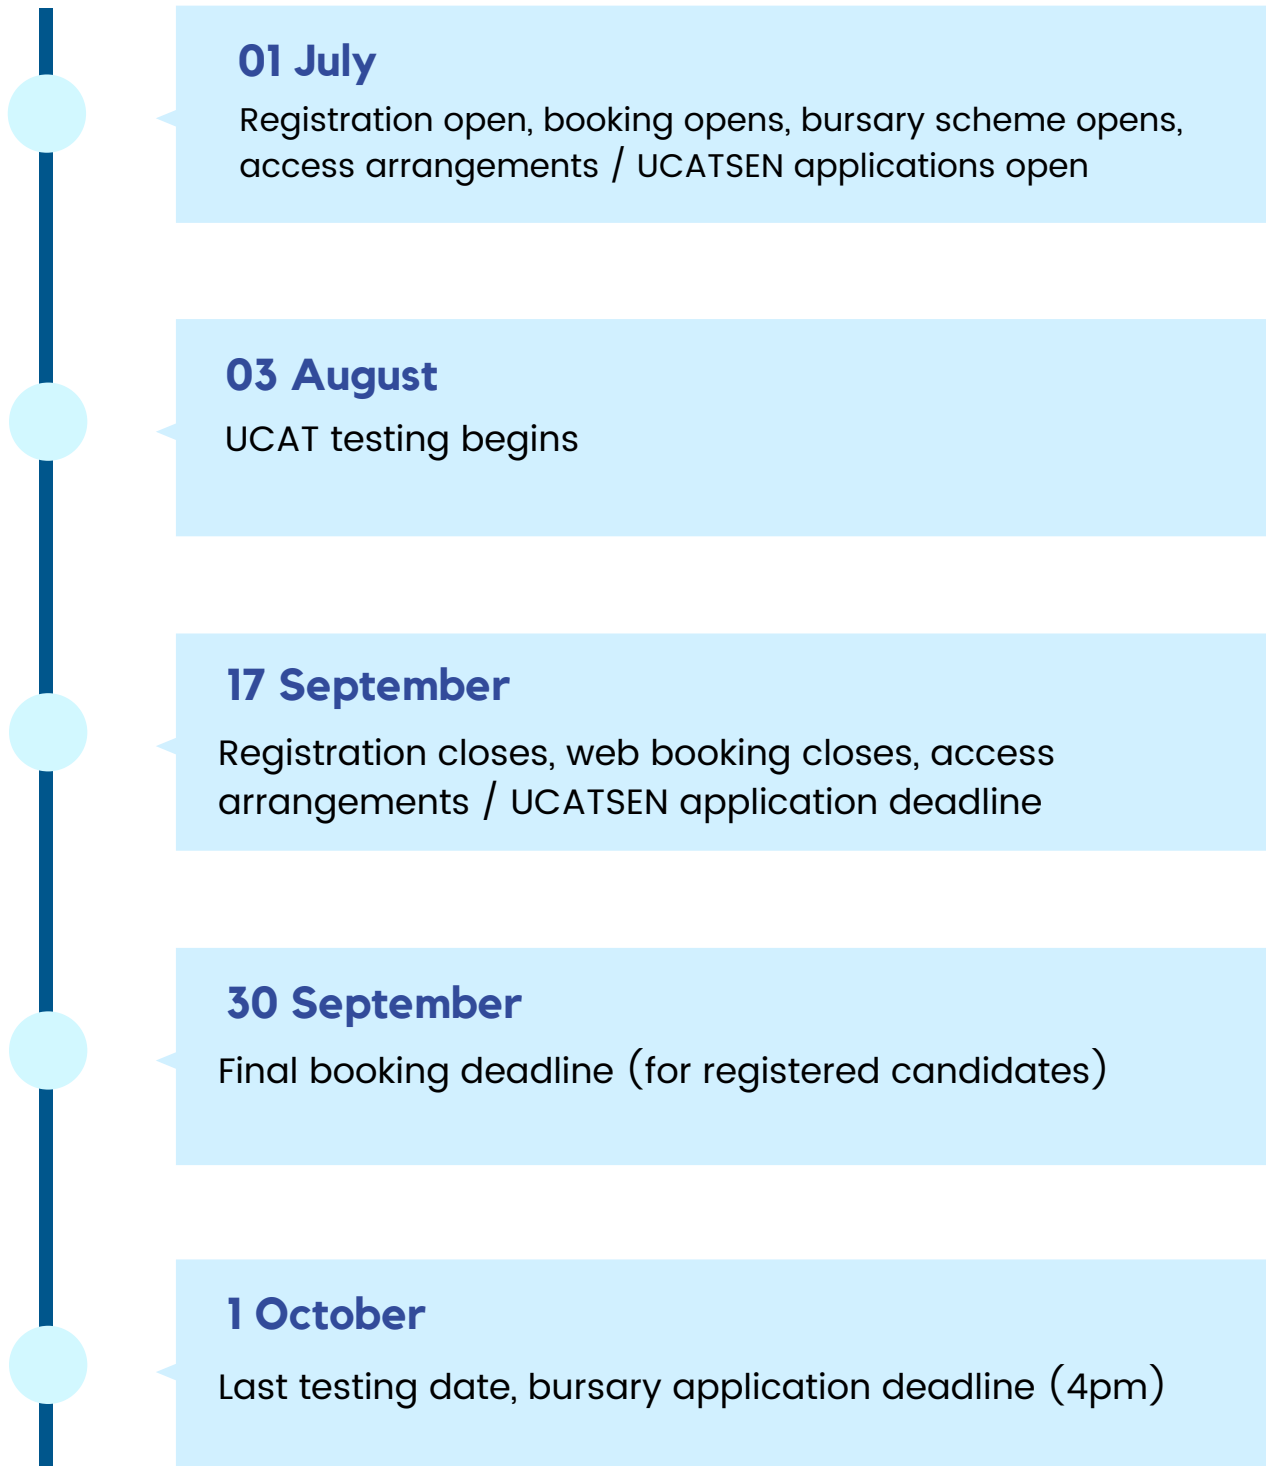 01 July
Registration open, booking opens, bursary scheme opens,
access arrangements / UCATSEN applications open
03 August
UCAT testing begins
17 September
Registration closes, web booking closes, access
arrangements / UCATSEN application deadline
30 September
Final booking deadline (for registered candidates)
1 October
Last testing date, bursary application deadline (4pm)